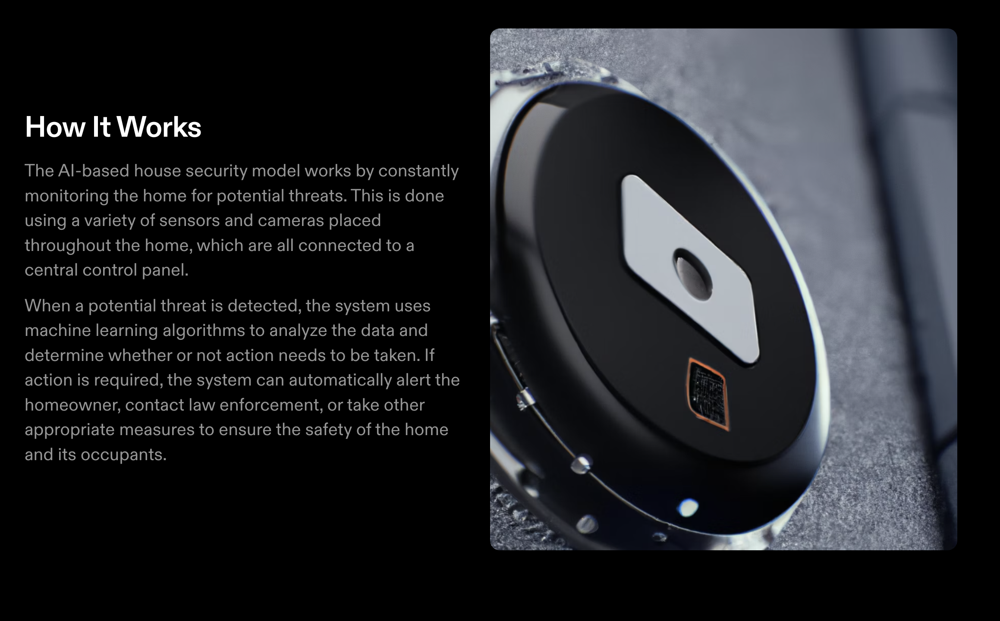 How It Works
The AI-based house security model works by constantly
monitoring the home for potential threats. This is done
using a variety of sensors and cameras placed
throughout the home, which are all connected to a
central control panel.
When a potential threat is detected, the system uses
machine learning algorithms to analyze the data and
determine whether or not action needs to be taken. If
action is required, the system can automatically alert the
homeowner, contact law enforcement, or take other
appropriate measures to ensure the safety of the home
and its occupants.